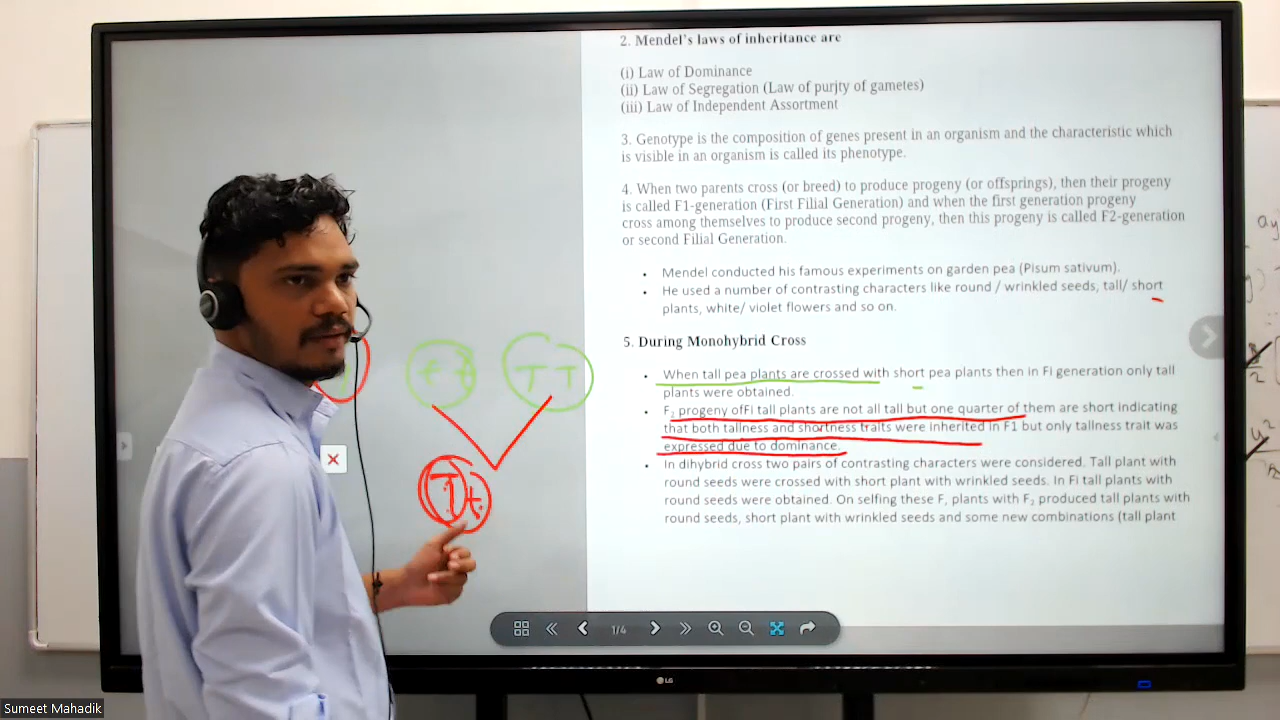 2. Mendel's laws of inheritance are
(i) Law of Dominance
(ii) Law of Segregation (Law of purjty of gametes)
(iii) Law of Independent Assortment
3. Genotype is the composition of genes present in an organism and the characteristic which
is visible in an organism is called its phenotype.
4. When two parents cross (or breed) to produce progeny (or offsprings), then their progeny
is called F1-generation (First Filial Generation) and when the first generation progeny
cross among themselves to produce second progeny, then this progeny is called F2-generation
or second Filial Generation.
• Mendel conducted his famous experiments on garden pea (Pisum sativum).
• He used a number of contrasting characters like round / wrinkled seeds, tall/ short
plants, white/ violet flowers and so on.
5. During Monohybrid Cross
• When tall pea plants are crossed with short pea plants then in Fi generation only tall
plants were obtained.
• F₂ progeny ofFi tall plants are not all tall but one quarter of them are short indicating
that both tallness and shortness traits were inherited in F1 but only tallness trait was
expressed due to dominance.
• In dihybrid cross two pairs of contrasting characters were considered. Tall plant with
round seeds were crossed with short plant with wrinkled seeds. In Fi tall plants with
round seeds were obtained. On selfing these F, plants with F₂ produced tall plants with
round seeds, short plant with wrinkled seeds and some new combinations (tall plant
tt TT
Tt
1/4
LG
Sumeet Mahadik